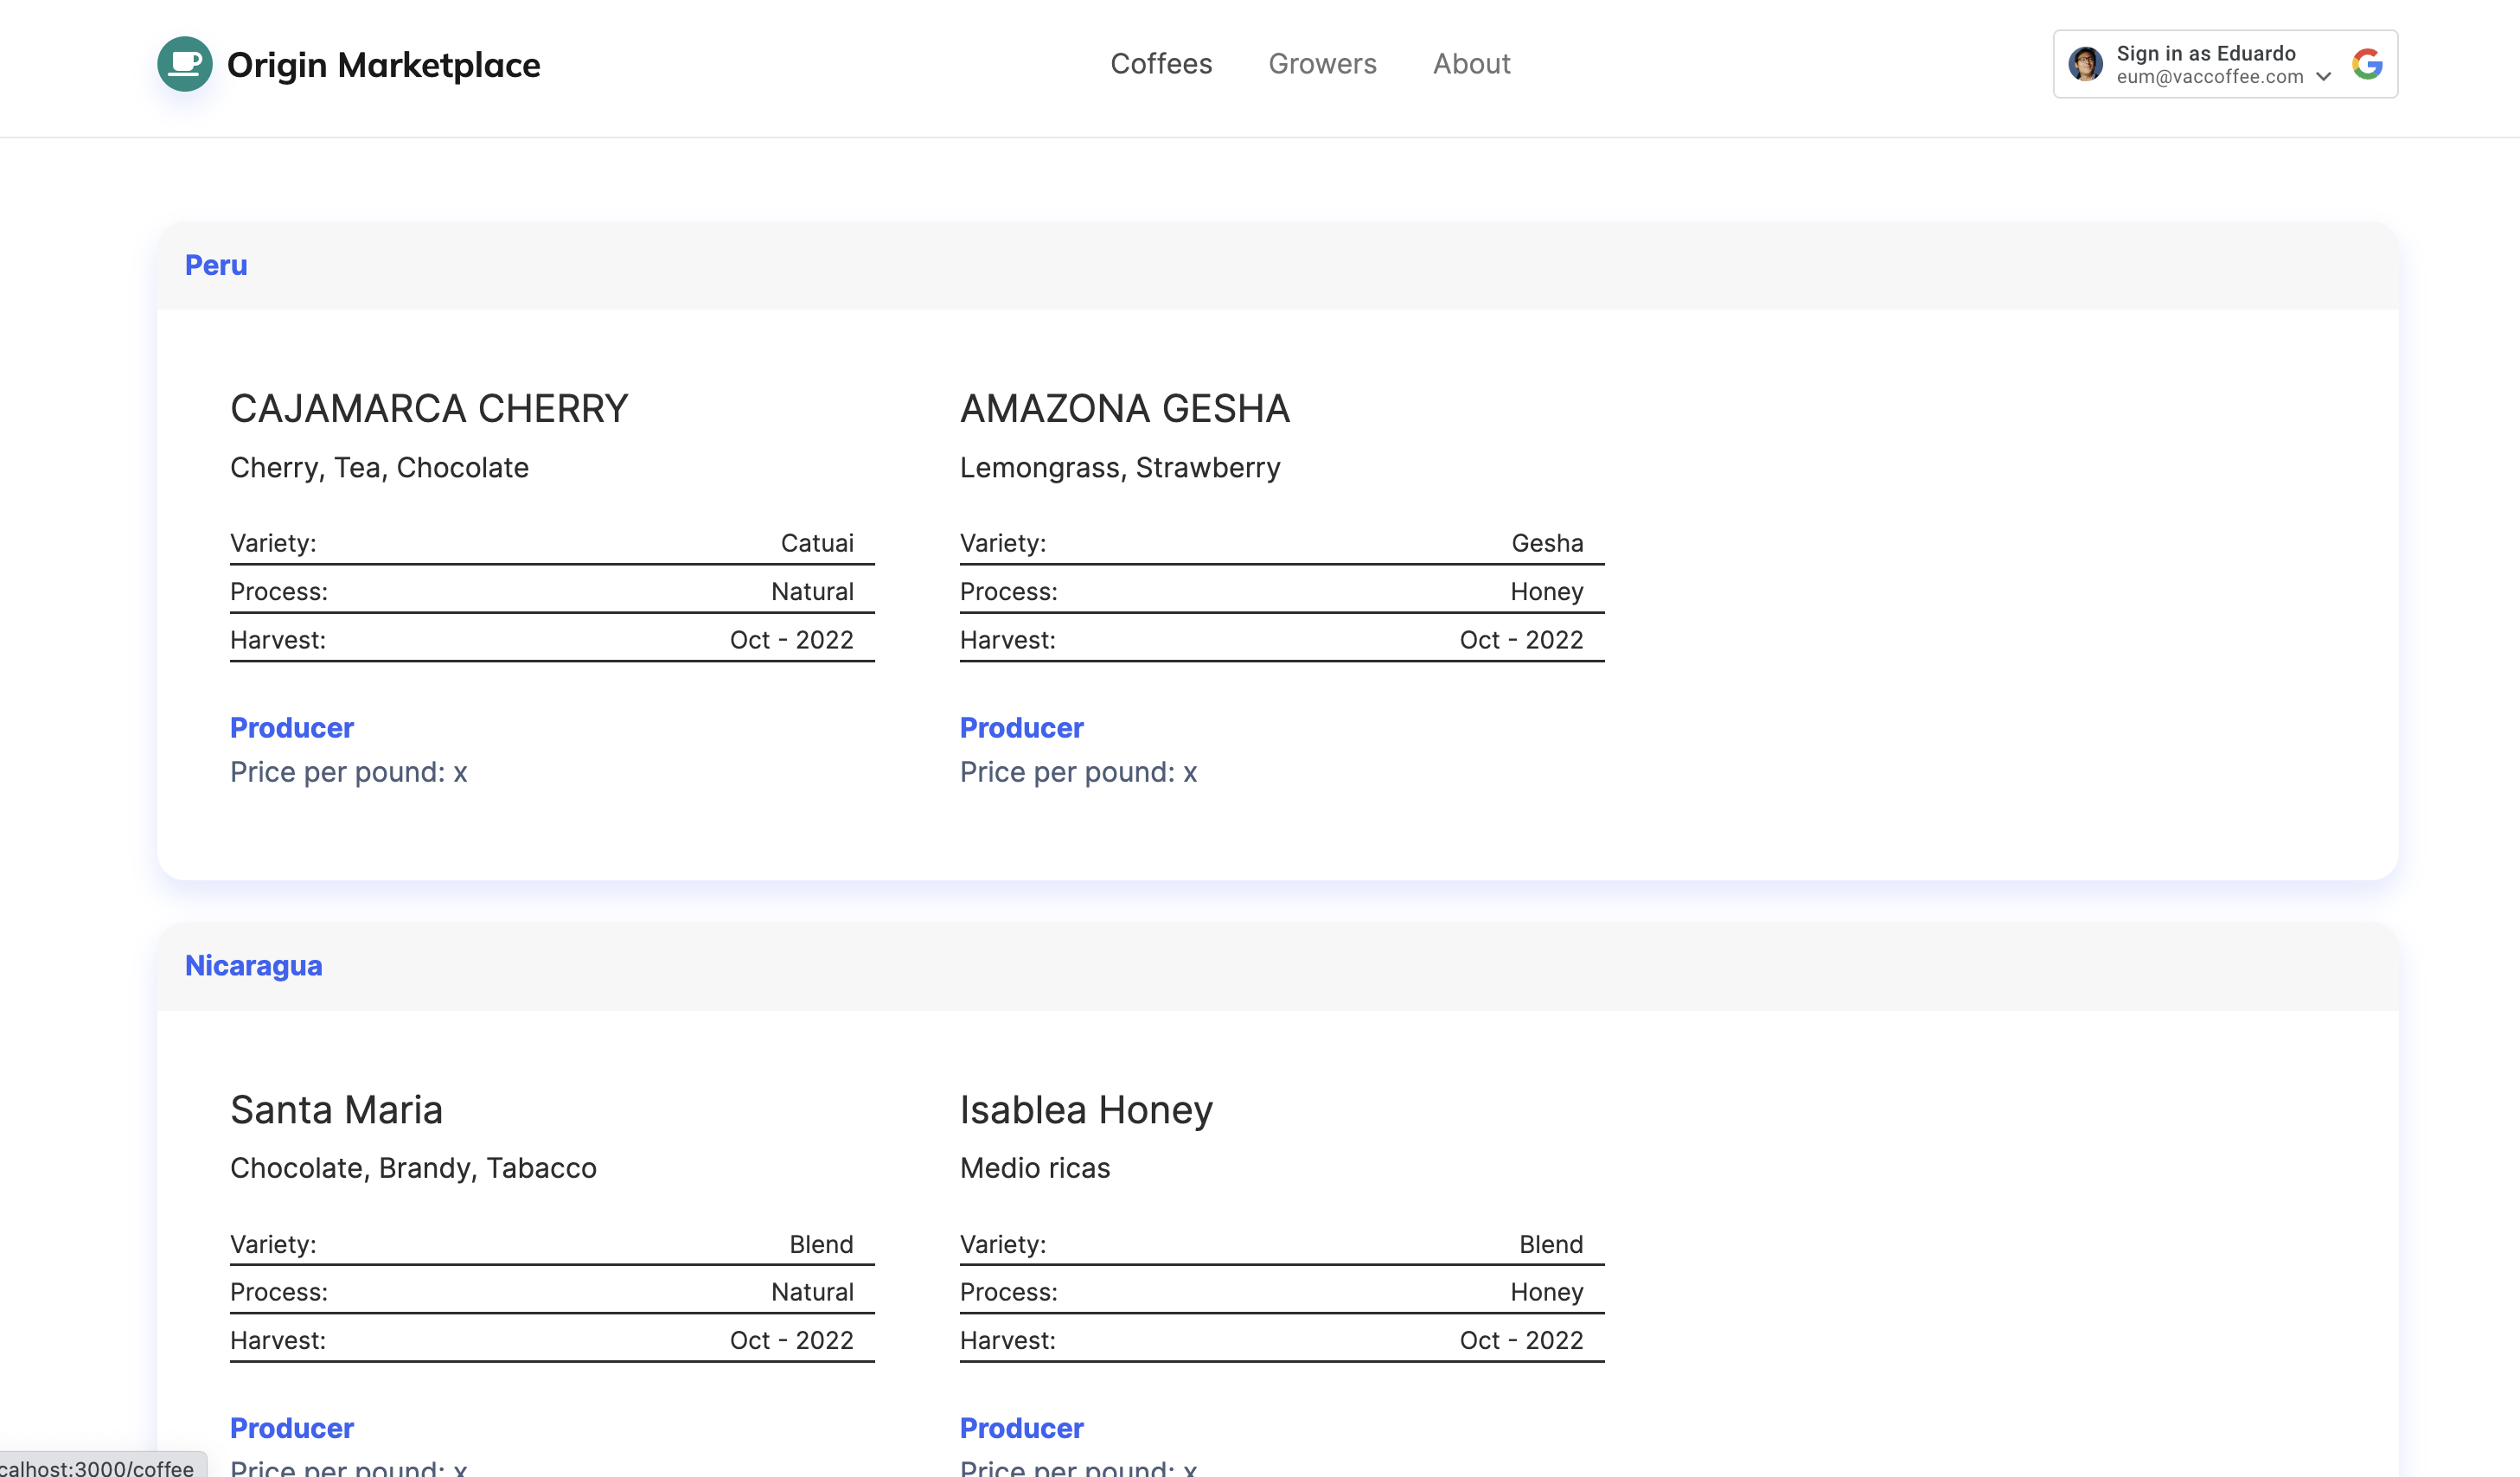 Origin Marketplace
Coffees Growers About
Sign in as Eduardo
eum@vaccoffee.com
Peru
CAJAMARCA CHERRY
Cherry, Tea, Chocolate
Variety: Catuai
Process: Natural
Harvest: Oct - 2022
Producer
Price per pound: x
AMAZONA GESHA
Lemongrass, Strawberry
Variety: Gesha
Process: Honey
Harvest: Oct - 2022
Producer
Price per pound: x
Nicaragua
Santa Maria
Chocolate, Brandy, Tabacco
Variety: Blend
Process: Natural
Harvest: Oct - 2022
Producer
Price per pound: x
Isablea Honey
Medio ricas
Variety: Blend
Process: Honey
Harvest: Oct - 2022
Producer
Price per pound: x
calhost:3000/coffee